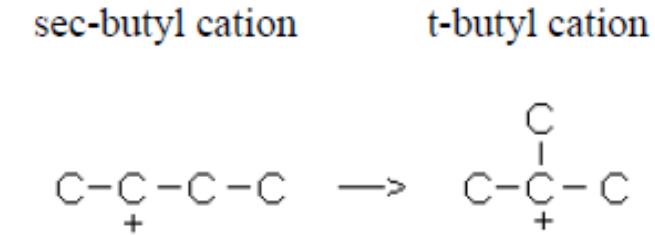 sec-butyl cation t-butyl cation
C
C-C-C-C —> C-C-C
+ +